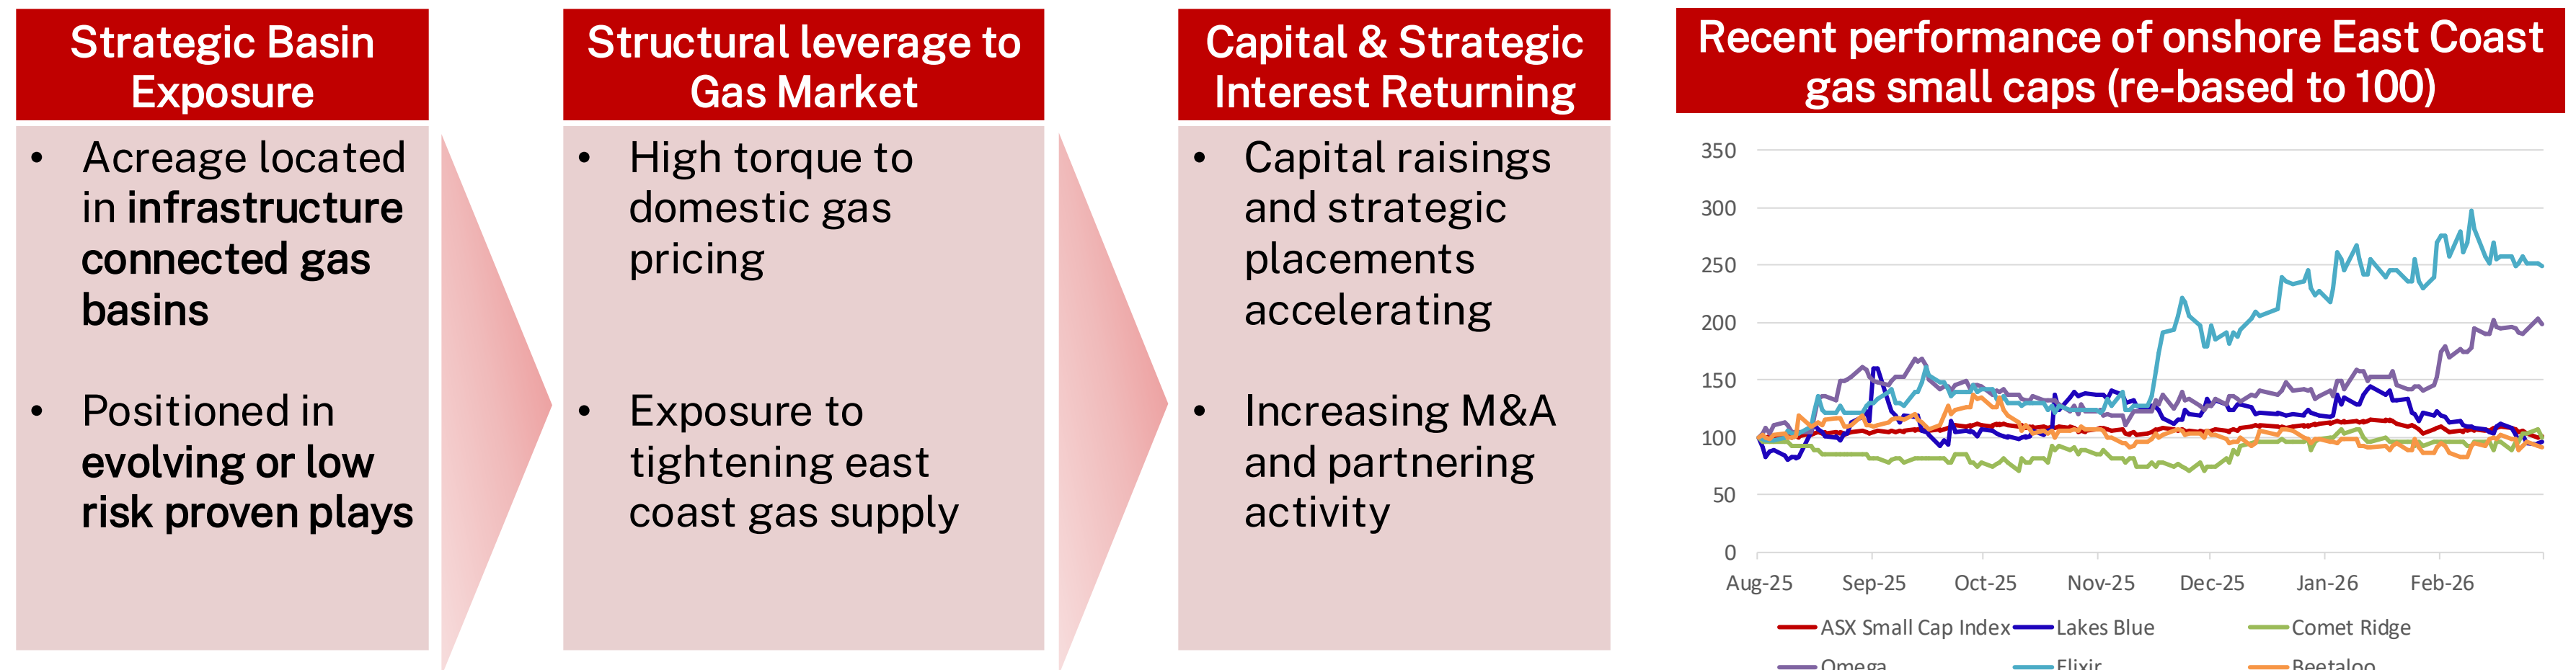 Strategic Basin
Exposure
• Acreage located
in infrastructure
connected gas
basins
• Positioned in
evolving or low
risk proven plays
Structural leverage to
Gas Market
• High torque to
domestic gas
pricing
• Exposure to
tightening east
coast gas supply
Capital & Strategic
Interest Returning
• Capital raisings
and strategic
placements
accelerating
• Increasing M&A
and partnering
activity
Recent performance of onshore East Coast
gas small caps (re-based to 100)
350
300
250
200
150
100
50
0
Aug-25 Sep-25 Oct-25 Nov-25 Dec-25 Jan-26 Feb-26
ASX Small Cap Index Lakes Blue Comet Ridge
Omega Elixir Beetaloo